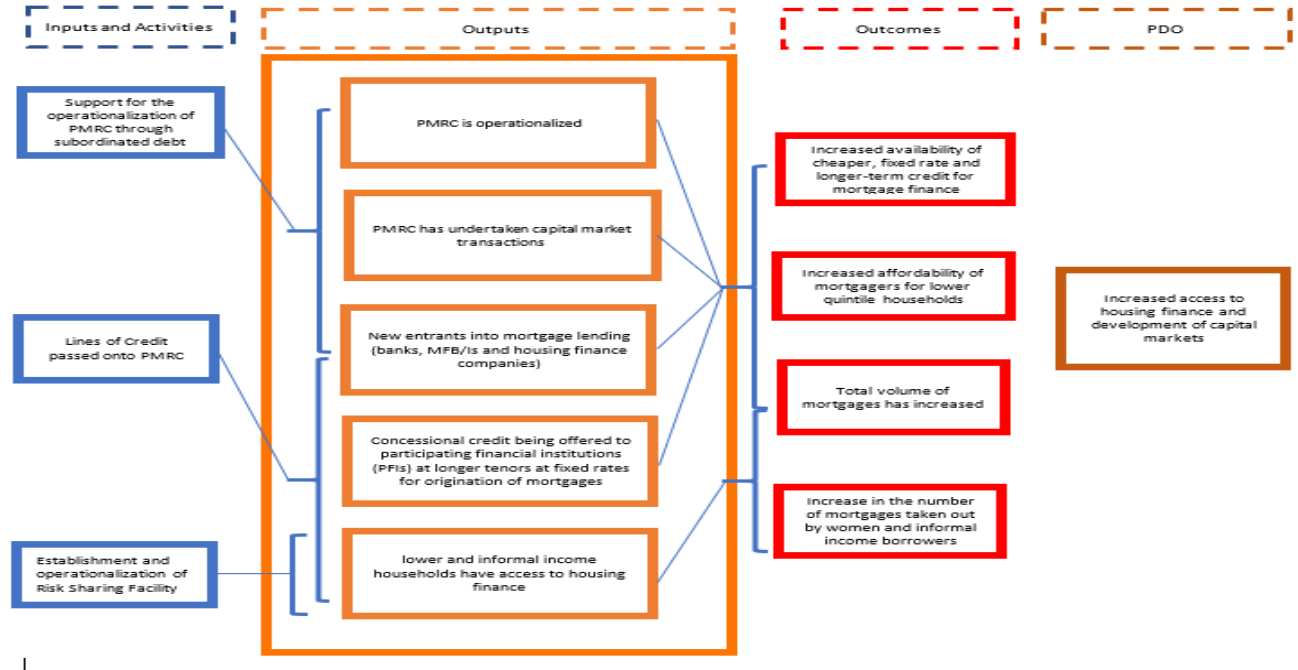 Inputs and Activities
Outputs
Outcomes
PDO
Support for the
operationalization of
PMRC through
subordinated debt
Lines of Credit
passed onto PMRC
Establishment and
operationalization of
Risk Sharing Facility
PMRC is operationalized
PMRC has undertaken capital market
transactions
New entrants into mortgage lending
(banks, MFB/Is and housing finance
companies)
Concessional credit being offered to
participating financial institutions
(PFIs) at longer tenors at fixed rates
for origination of mortgages
lower and informal income
households have access to housing
finance
Increased availability of
cheaper, fixed rate and
longer-term credit for
mortgage finance
Increased affordability of
mortgagers for lower
quintile households
Total volume of
mortgages has increased
Increase in the number
of mortgages taken out
by women and informal
income borrowers
Increased access to
housing finance and
development of capital
markets